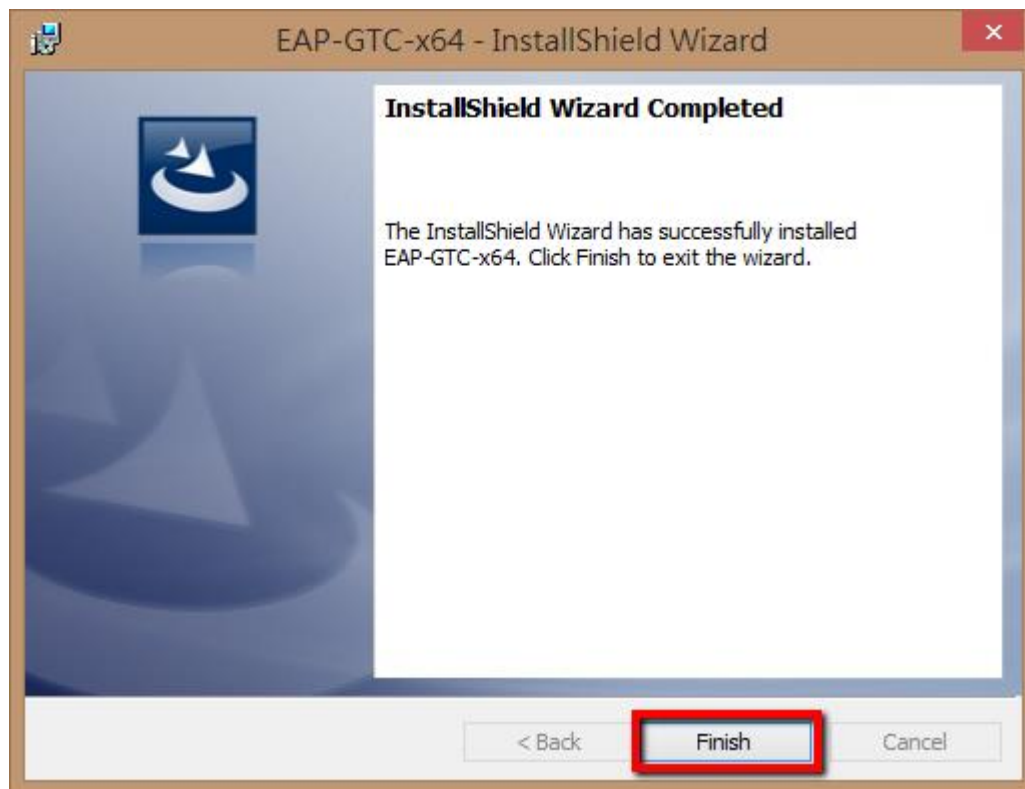 EAP-GTC-x64 - InstallShield Wizard
InstallShield Wizard Completed
The InstallShield Wizard has successfully installed
EAP-GTC-x64. Click Finish to exit the wizard.
< Back
Finish
Cancel